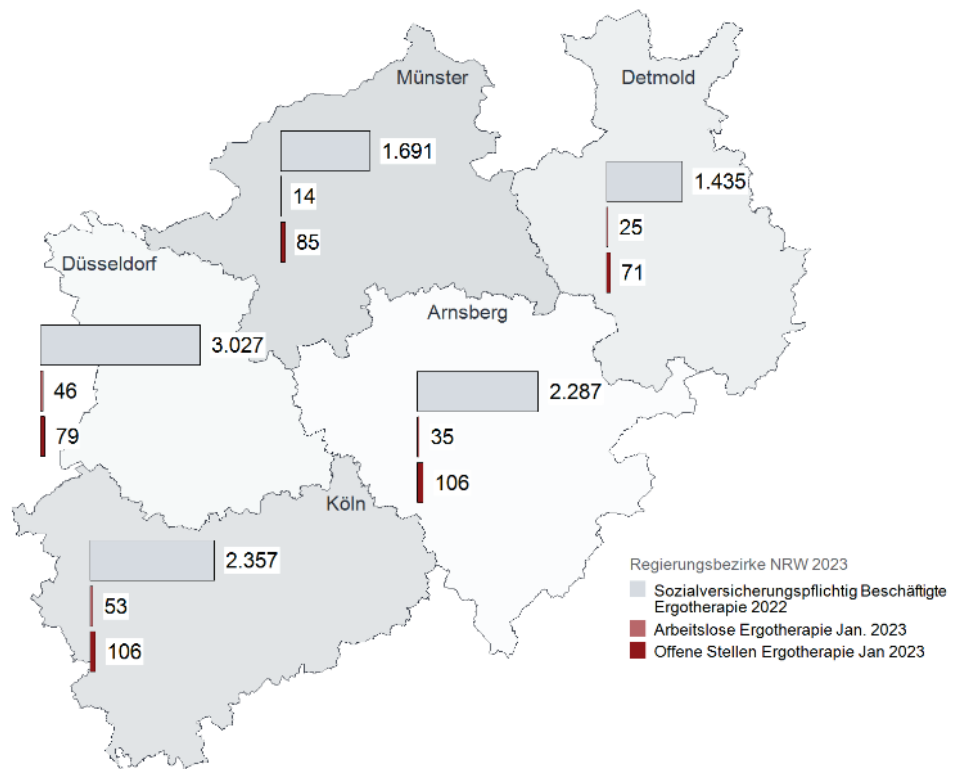 Münster
1.691
14
85
Detmold
1.435
25
71
Düsseldorf
3.027
46
79
Arnsberg
2.287
35
106
Köln
2.357
53
106
Regierungsbezirke NRW 2023
Sozialversicherungspflichtig Beschäftigte
Ergotherapie 2022
Arbeitslose Ergotherapie Jan. 2023
Offene Stellen Ergotherapie Jan 2023